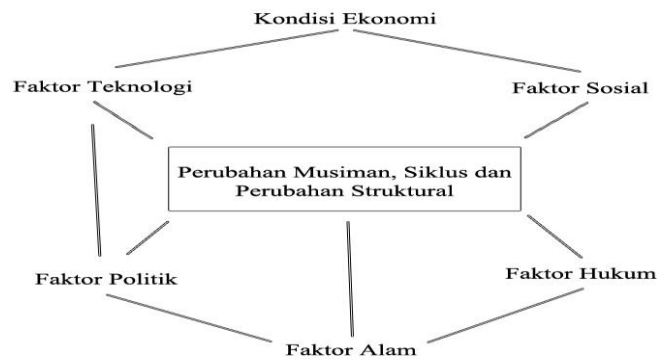 Kondisi Ekonomi
Faktor Teknologi
Faktor Sosial
Perubahan Musiman, Siklus dan
Perubahan Struktural
Faktor Politik
Faktor Hukum
Faktor Alam